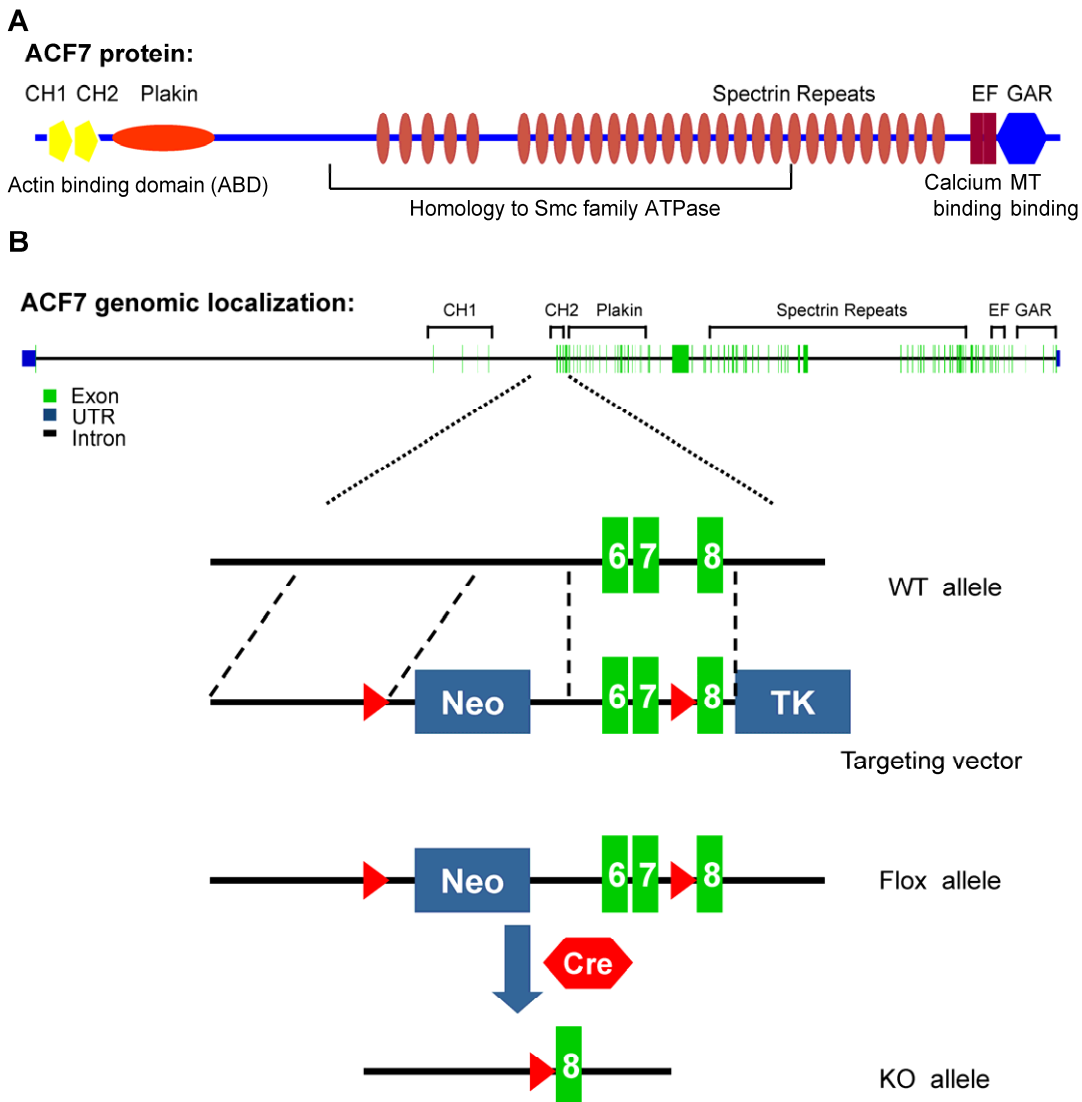 A
ACF7 protein:
CH1 CH2 Plakin Spectrin Repeats EF GAR
Actin binding domain (ABD)
Homology to Smc family ATPase
Calcium binding
MT binding
B
ACF7 genomic localization:
CH1 CH2 Plakin Spectrin Repeats EF GAR
Exon
UTR
Intron
6 7 8
WT allele
Neo 6 7 8 TK
Targeting vector
Neo 6 7 8
Flox allele
Cre
8
KO allele